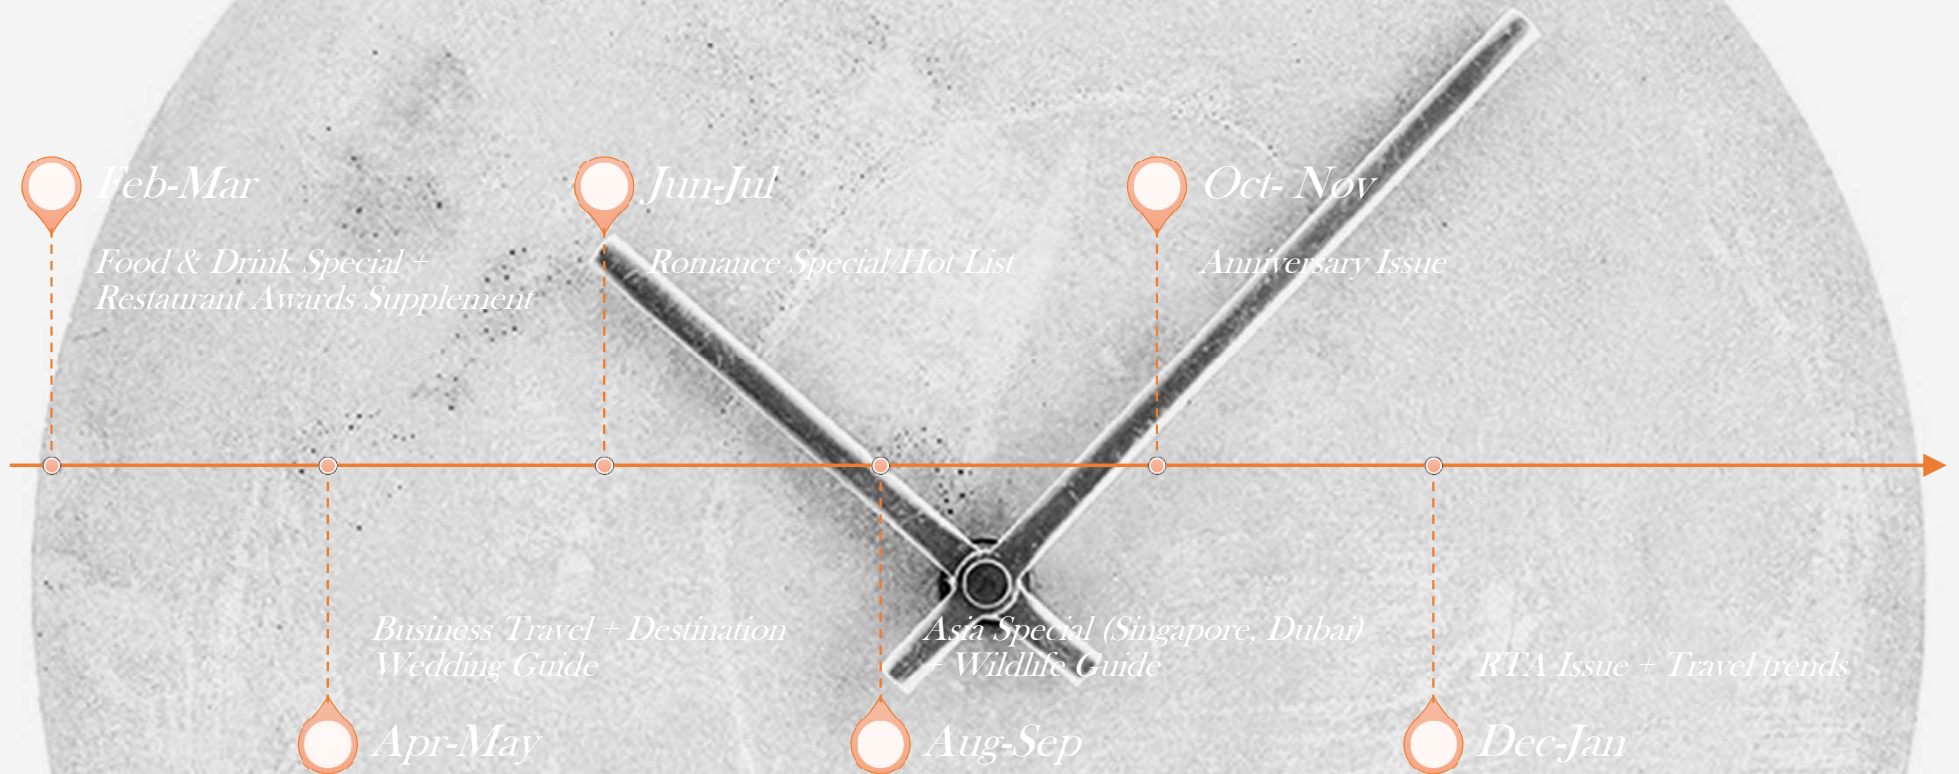 Feb-Mar
Food & Drink Special +
Restaurant Awards Supplement
Jun-Jul
Romance Special/Hot List
Oct- Nov
Anniversary Issue
Business Travel + Destination
Wedding Guide
Apr-May
Asia Special (Singapore, Dubai)
+ Wildlife Guide
Aug-Sep
RTA Issue + Travel trends
Dec-Jan